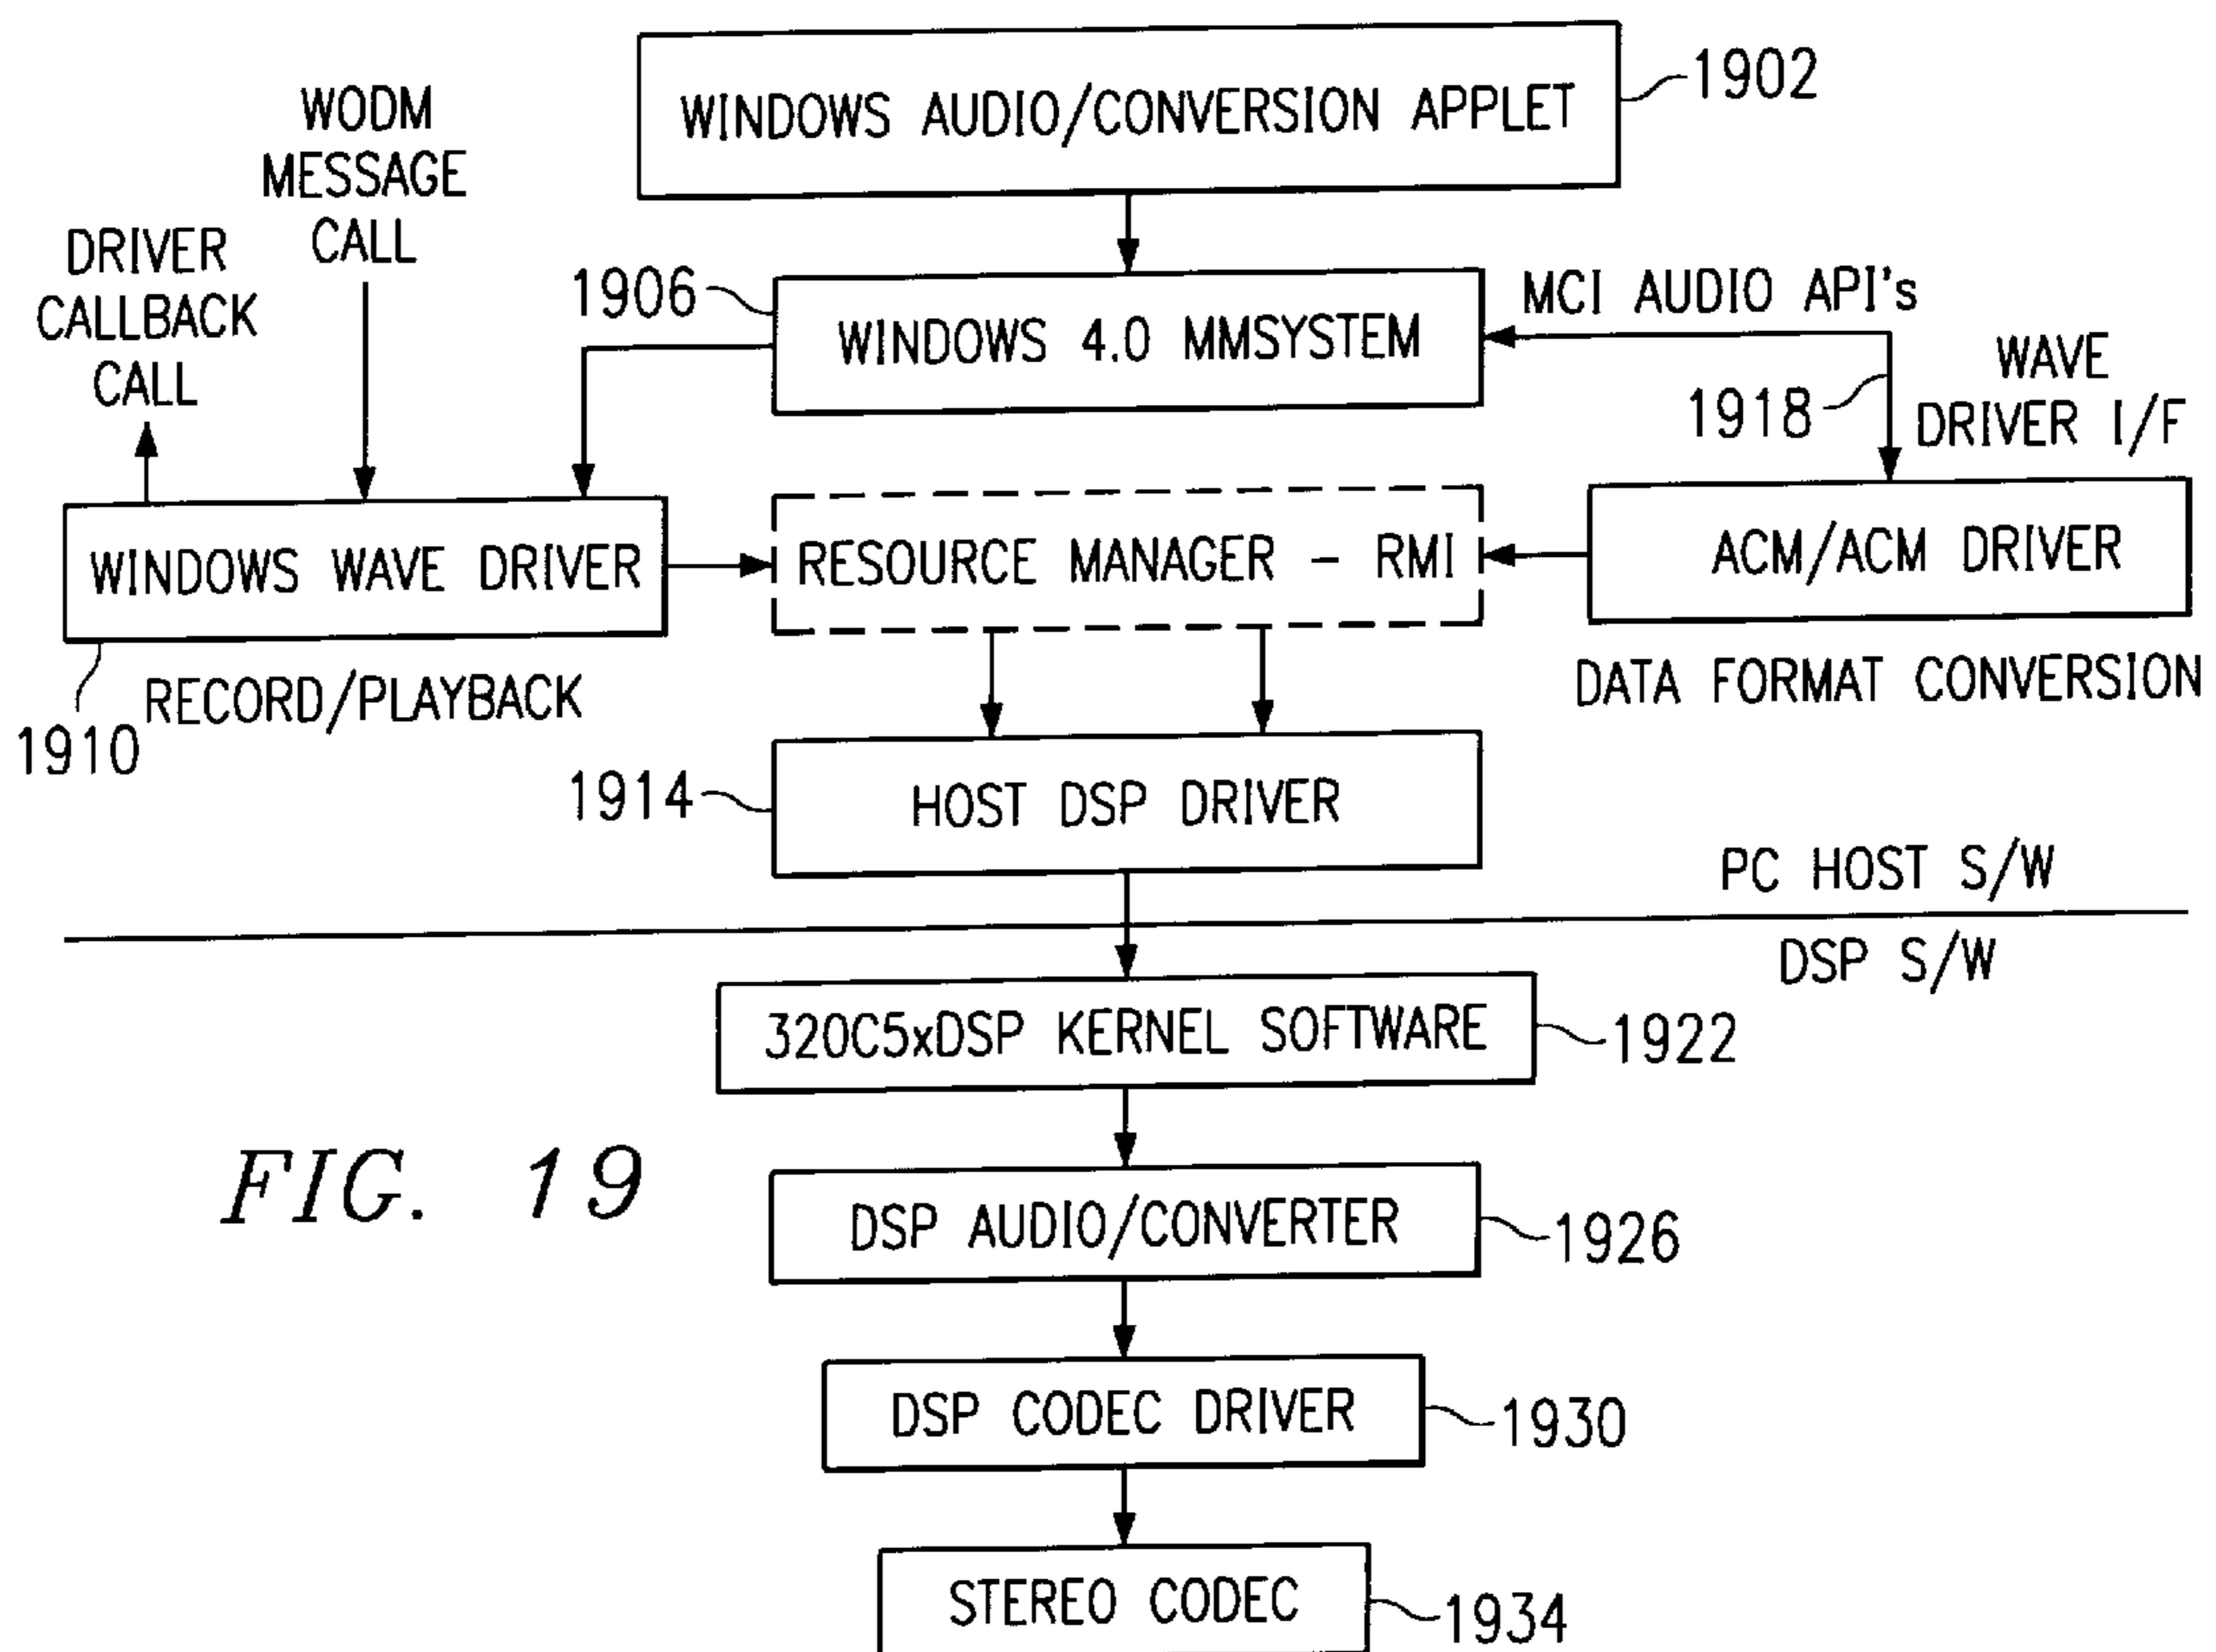 WINDOWS AUDIO/CONVERSION APPLET
1902
WODM
MESSAGE
CALL
DRIVER
CALLBACK
CALL
1906
WINDOWS 4.0 MMSYSTEM
MCI AUDIO API's
1918
WAVE
DRIVER I/F
WINDOWS WAVE DRIVER
RESOURCE MANAGER - RMI
ACM/ACM DRIVER
1910
RECORD/PLAYBACK
DATA FORMAT CONVERSION
1914
HOST DSP DRIVER
PC HOST S/W
DSP S/W
320C5xDSP KERNEL SOFTWARE
1922
FIG. 19
DSP AUDIO/CONVERTER
1926
DSP CODEC DRIVER
1930
STEREO CODEC
1934